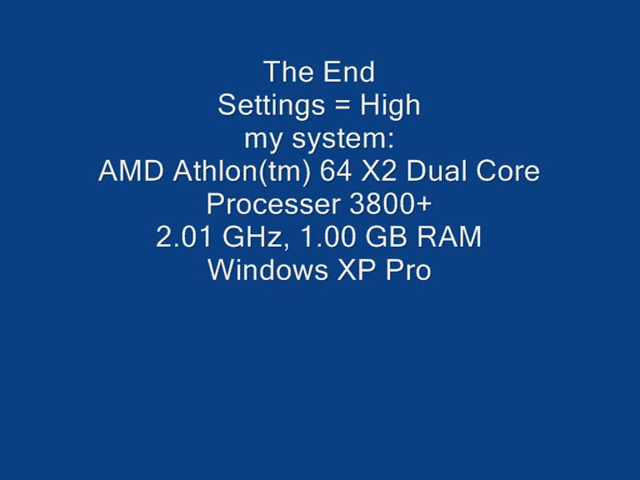 The End
Settings = High
my system:
AMD Athlon(tm) 64 X2 Dual Core
Processer 3800+
2.01 GHz, 1.00 GB RAM
Windows XP Pro